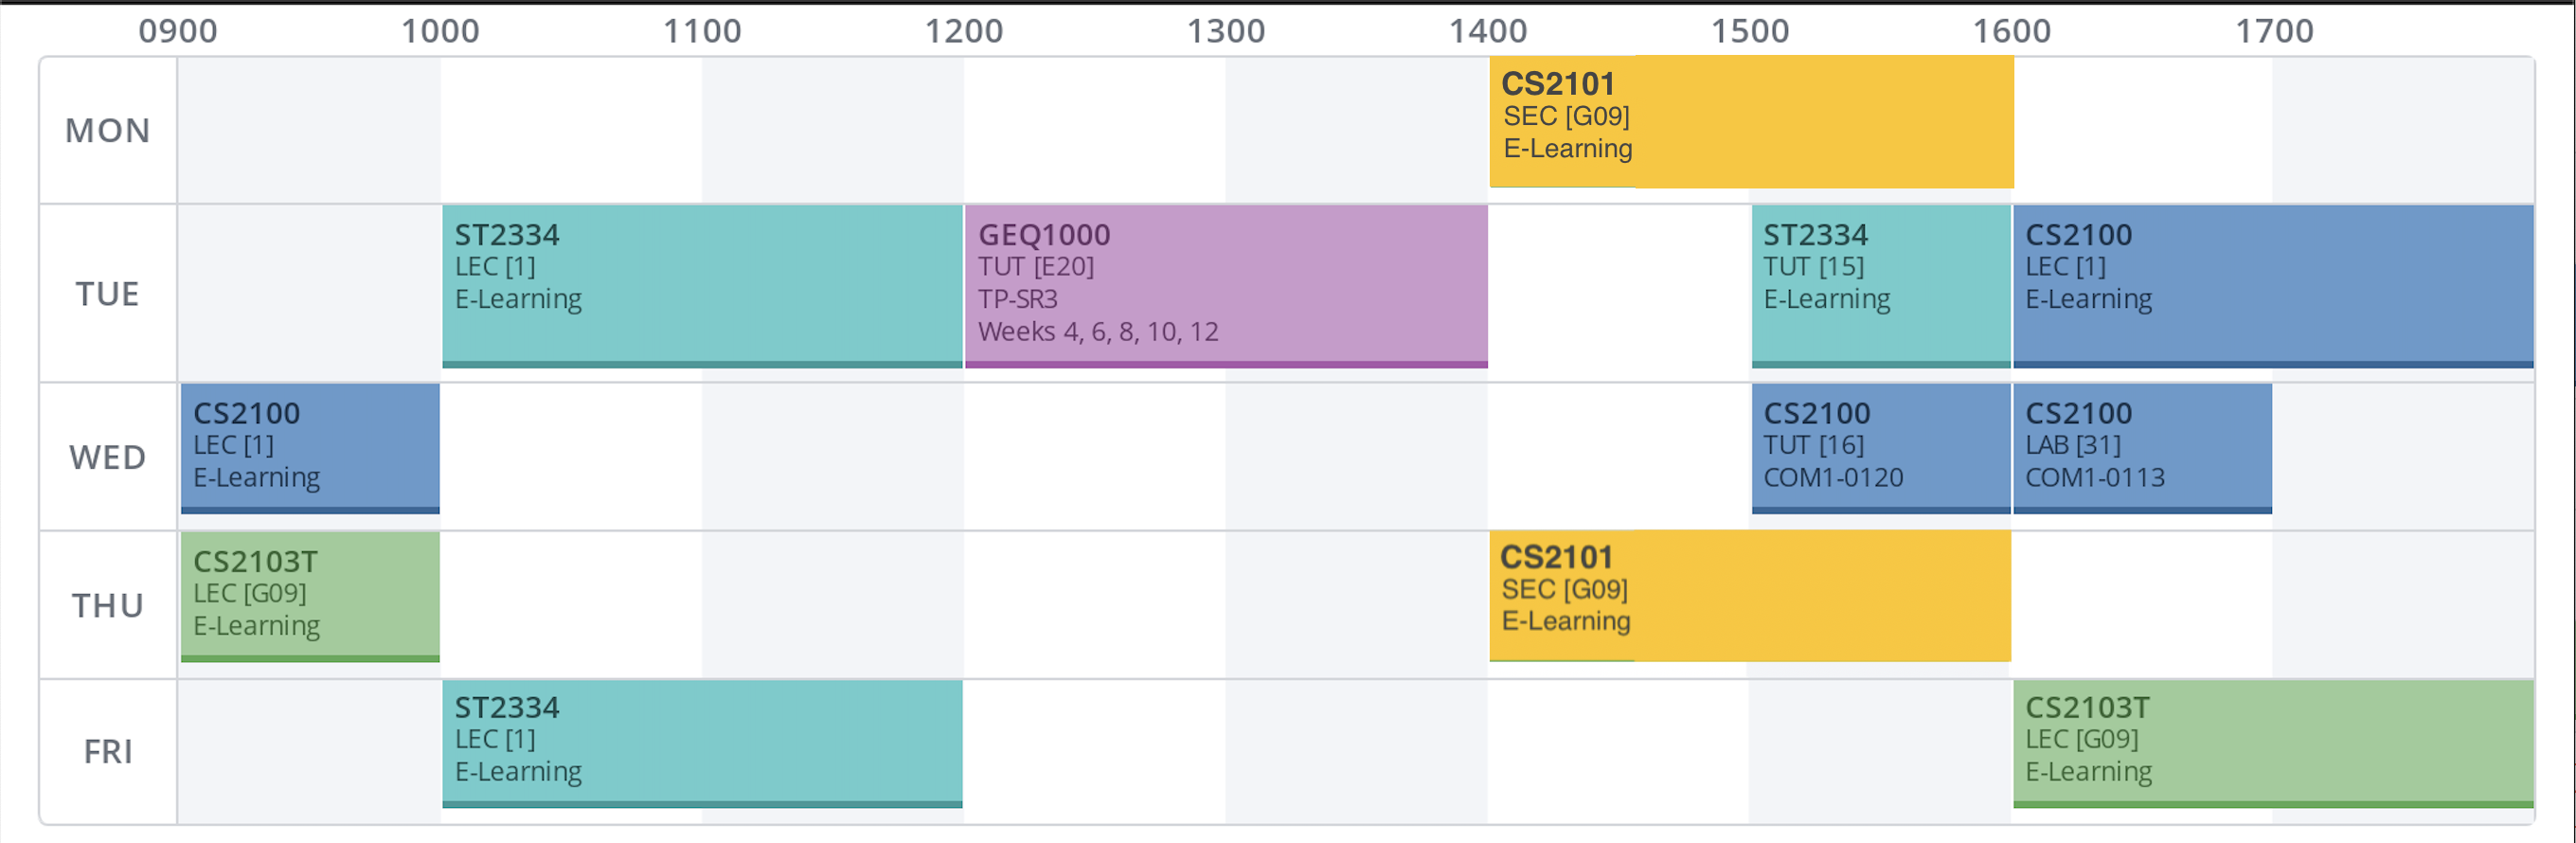 0900 1000 1100 1200 1300 1400 1500 1600 1700
MON
CS2101
SEC [G09]
E-Learning
TUE
ST2334
LEC [1]
E-Learning
GEQ1000
TUT [E20]
TP-SR3
Weeks 4, 6, 8, 10, 12
ST2334
TUT [15]
E-Learning
CS2100
LEC [1]
E-Learning
WED
CS2100
LEC [1]
E-Learning
CS2100
TUT [16]
COM1-0120
CS2100
LAB [31]
COM1-0113
THU
CS2103T
LEC [G09]
E-Learning
CS2101
SEC [G09]
E-Learning
FRI
ST2334
LEC [1]
E-Learning
CS2103T
LEC [G09]
E-Learning